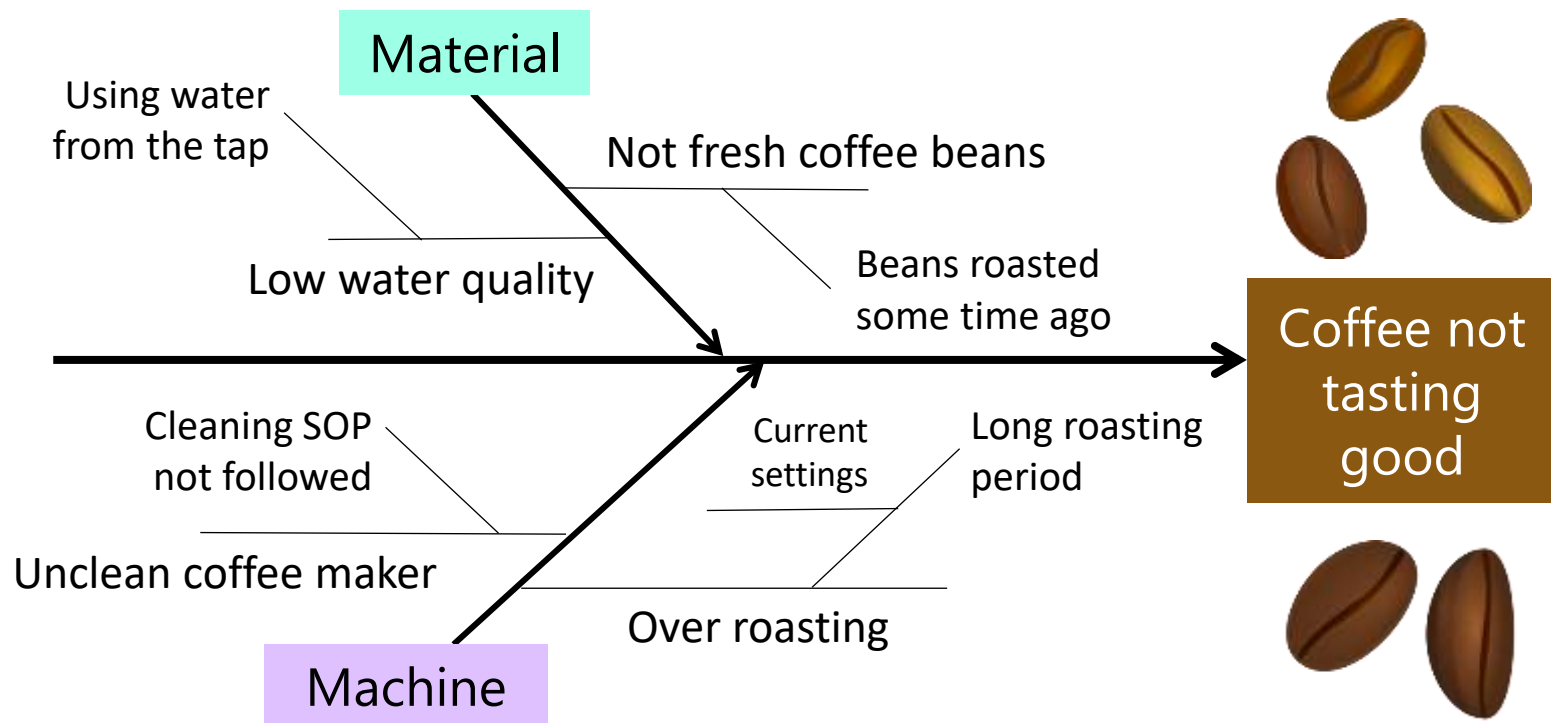 Material
Using water
from the tap
Not fresh coffee beans
Low water quality
Beans roasted
some time ago
Coffee not
tasting
good
Cleaning SOP
not followed
Current
settings
Long roasting
period
Unclean coffee maker
Over roasting
Machine